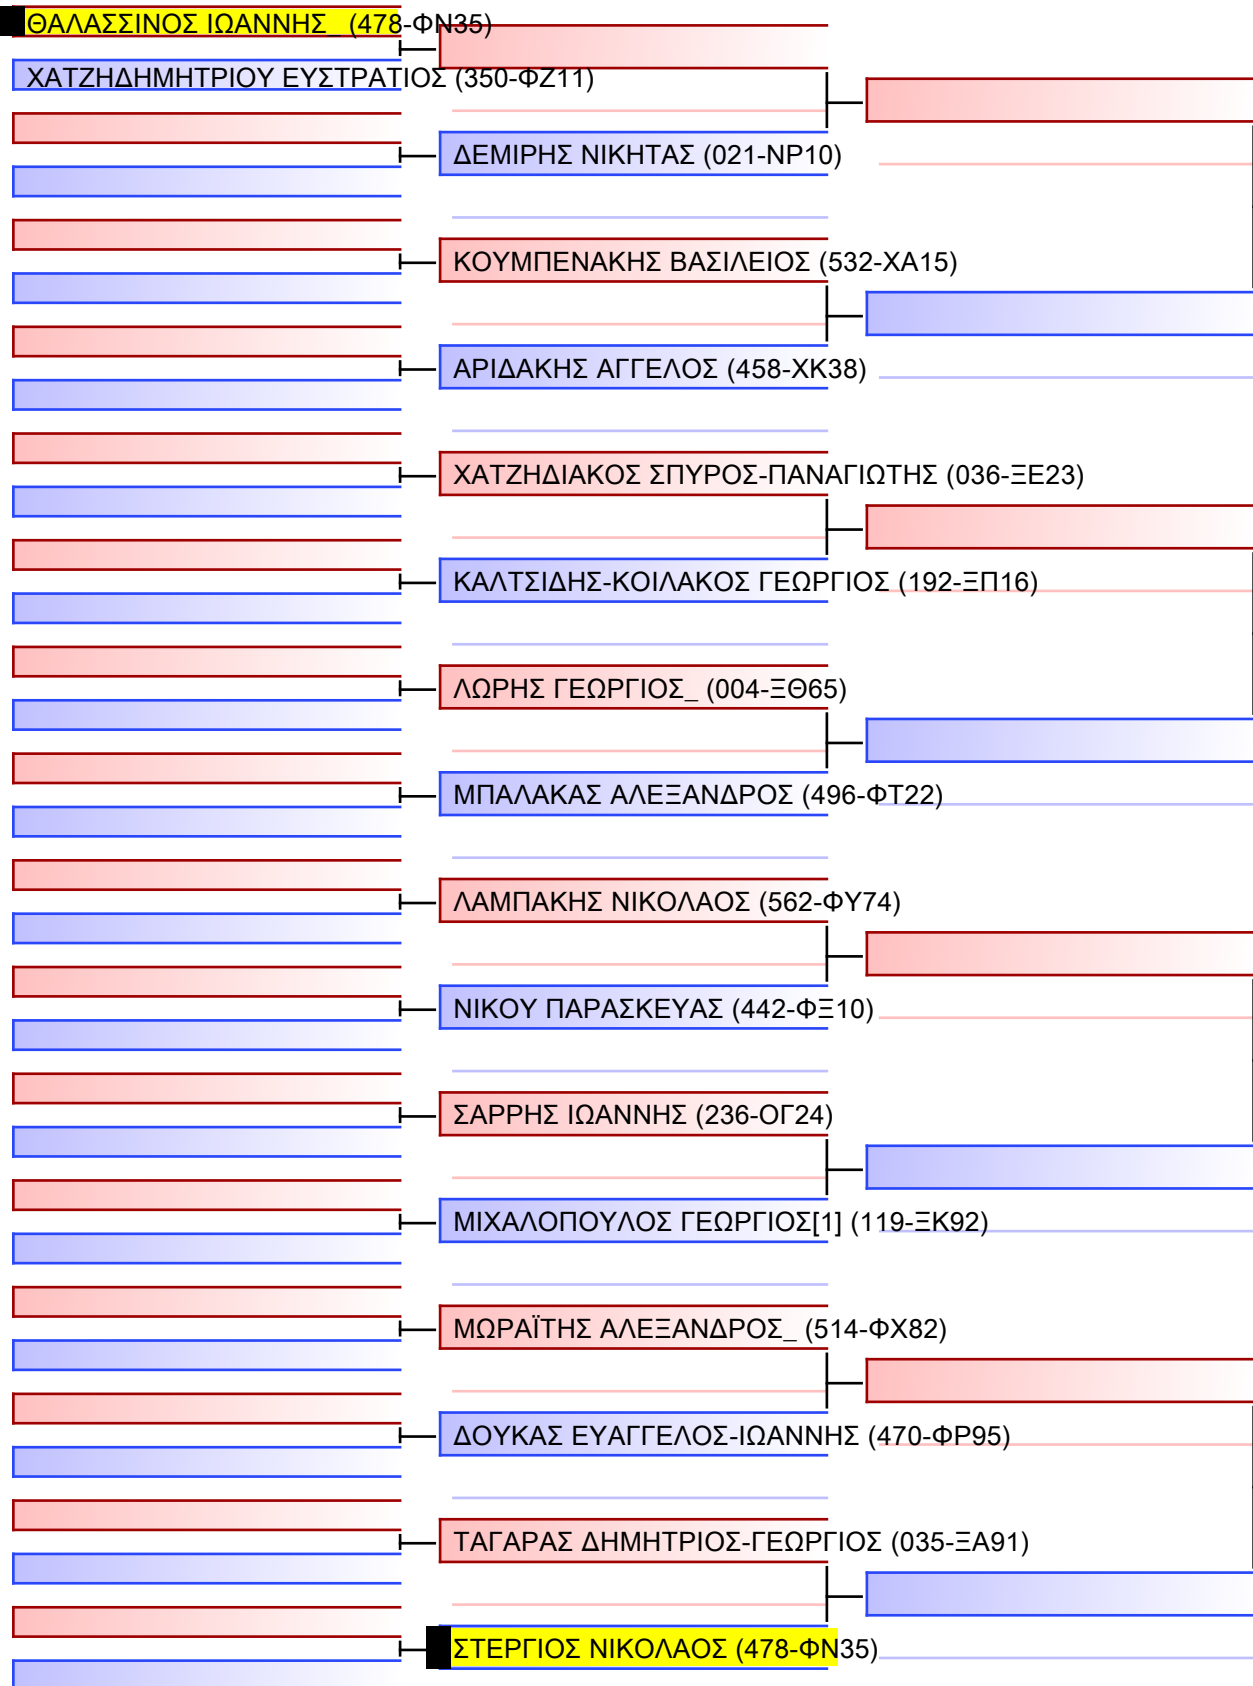 ΘΑΛΑΣΣΙΝΟΣ ΙΩΑΝΝΗΣ_ (478-ΦΝ35)
ΧΑΤΖΗΔΗΜΗΤΡΙΟΥ ΕΥΣΤΡΑΤΙΟΣ (350-ΦΖ11)
ΔΕΜΙΡΗΣ ΝΙΚΗΤΑΣ (021-ΝΡ10)
ΚΟΥΜΠΕΝΑΚΗΣ ΒΑΣΙΛΕΙΟΣ (532-ΧΑ15)
ΑΡΙΔΑΚΗΣ ΑΓΓΕΛΟΣ (458-ΧΚ38)
ΧΑΤΖΗΔΙΑΚΟΣ ΣΠΥΡΟΣ-ΠΑΝΑΓΙΩΤΗΣ (036-ΞΕ23)
ΚΑΛΤΣΙΔΗΣ-ΚΟΙΛΑΚΟΣ ΓΕΩΡΓΙΟΣ (192-ΞΠ16)
ΛΩΡΗΣ ΓΕΩΡΓΙΟΣ_ (004-ΞΘ65)
ΜΠΑΛΑΚΑΣ ΑΛΕΞΑΝΔΡΟΣ (496-ΦΤ22)
ΛΑΜΠΑΚΗΣ ΝΙΚΟΛΑΟΣ (562-ΦΥ74)
ΝΙΚΟΥ ΠΑΡΑΣΚΕΥΑΣ (442-ΦΞ10)
ΣΑΡΡΗΣ ΙΩΑΝΝΗΣ (236-ΟΓ24)
ΜΙΧΑΛΟΠΟΥΛΟΣ ΓΕΩΡΓΙΟΣ[1] (119-ΞΚ92)
ΜΩΡΑΪΤΗΣ ΑΛΕΞΑΝΔΡΟΣ_ (514-ΦΧ82)
ΔΟΥΚΑΣ ΕΥΑΓΓΕΛΟΣ-ΙΩΑΝΝΗΣ (470-ΦΡ95)
ΤΑΓΑΡΑΣ ΔΗΜΗΤΡΙΟΣ-ΓΕΩΡΓΙΟΣ (035-ΞΑ91)
ΣΤΕΡΓΙΟΣ ΝΙΚΟΛΑΟΣ (478-ΦΝ35)